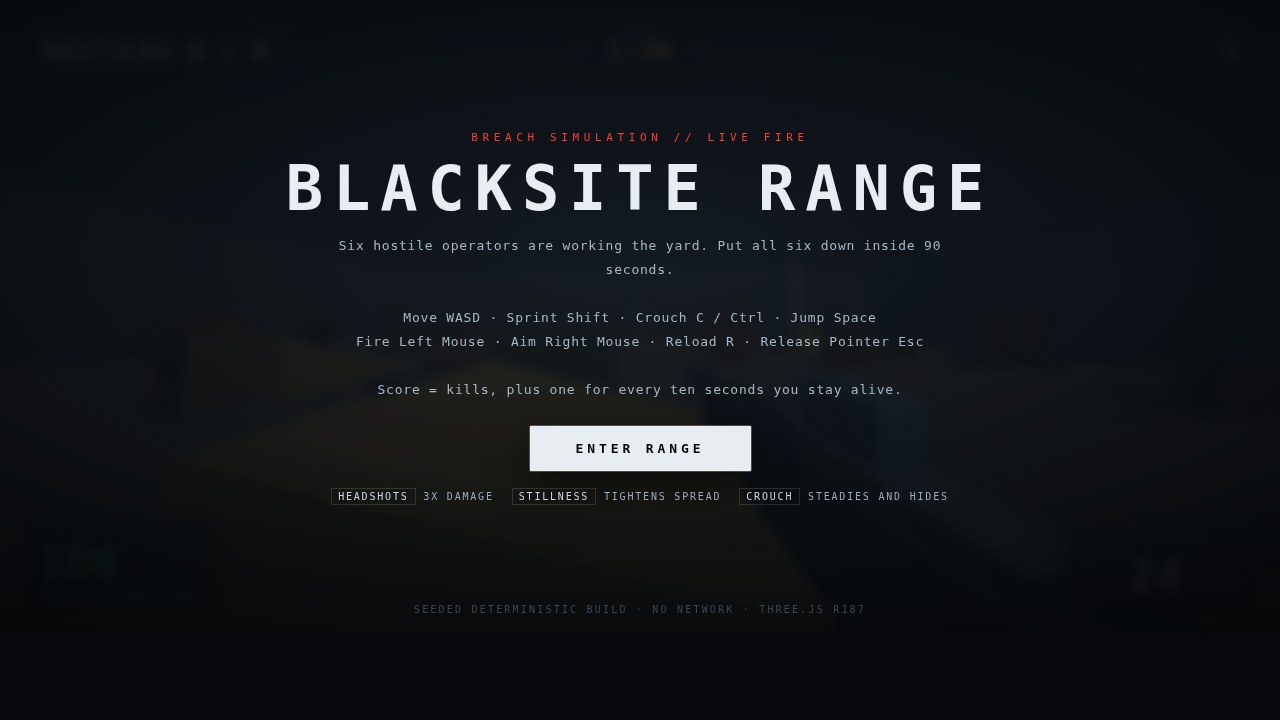 BREACH SIMULATION // LIVE FIRE
BLACKSITE RANGE
Six hostile operators are working the yard. Put all six down inside 90
seconds.
Move WASD · Sprint Shift · Crouch C / Ctrl · Jump Space
Fire Left Mouse · Aim Right Mouse · Reload R · Release Pointer Esc
Score = kills, plus one for every ten seconds you stay alive.
ENTER RANGE
HEADSHOTS 3X DAMAGE STILLNESS TIGHTENS SPREAD CROUCH STEADIES AND HIDES
SEEDED DETERMINISTIC BUILD · NO NETWORK · THREE.JS R187